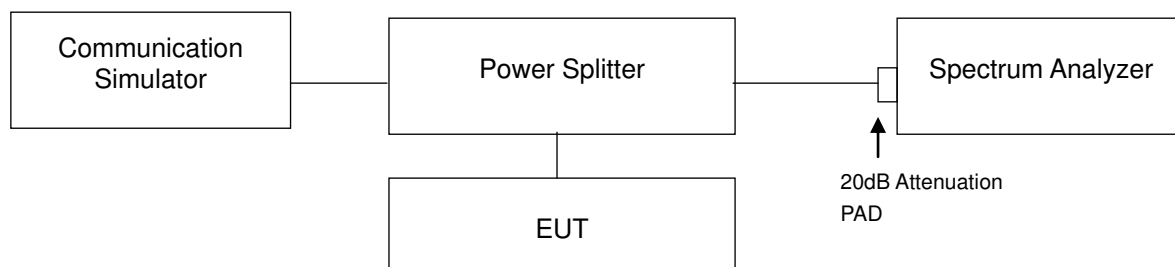 Communication
Simulator
Power Splitter
Spectrum Analyzer
20dB Attenuation
PAD
EUT